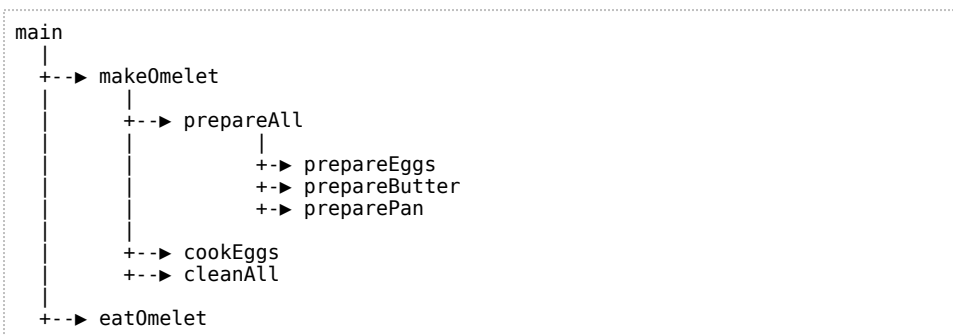 main
|
+--► makeOmelet
| |
| +--► prepareAll
| | |
| | +-► prepareEggs
| | +-► prepareButter
| | +-► preparePan
| |
| +--► cookEggs
| +--► cleanAll
|
+--► eatOmelet